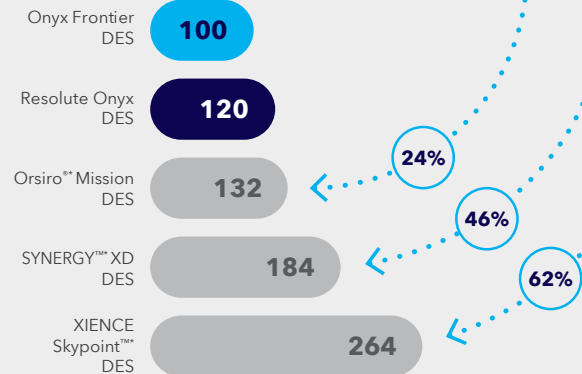 Onyx Frontier
DES
100
Resolute Onyx
DES
120
Orsiro®* Mission
DES
132
24%
46%
SYNERGY™* XD
DES
184
62%
XIENCE
Skypoint™*
DES
264